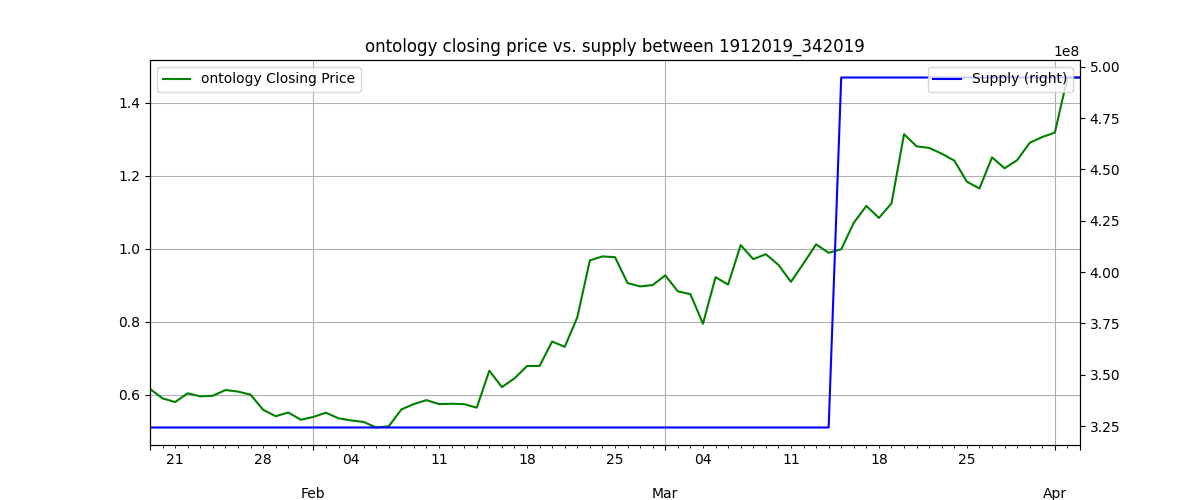 ontology closing price vs. supply between 1912019_342019
1e8
ontology Closing Price
Supply (right)
1.4
1.2
1.0
0.8
0.6
5.00
4.75
4.50
4.25
4.00
3.75
3.50
3.25
21 28 04 11 18 25 04 11 18 25
Feb Mar Apr